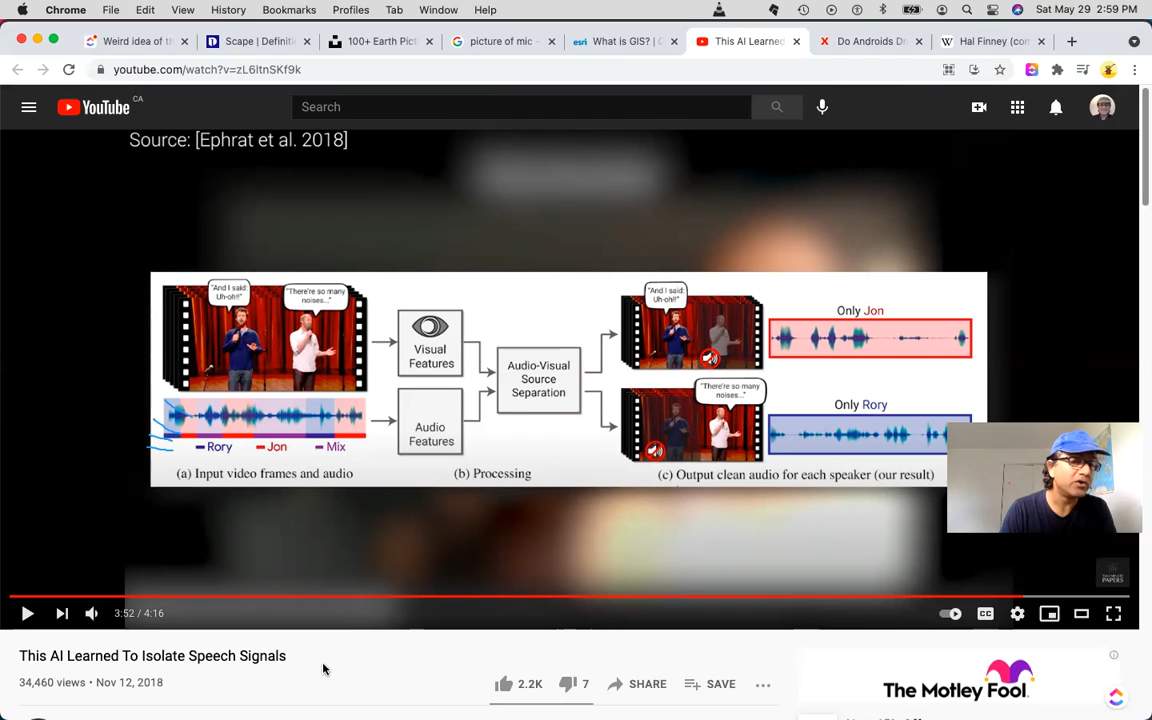 Chrome File Edit View History Bookmarks Profiles Tab Window Help Sat May 29 2:59 PM
Weird idea of th
Scape | Definiti
100+ Earth Pict
picture of mic -
esri What is GIS? |
This AI Learned
Do Androids Dr
Hal Finney (com
youtube.com/watch?v=zL6ltnSKf9k
YouTube CA
Search
Source: [Ephrat et al. 2018]
"And I said: Uh-oh!!"
"There're so many noises..."
Rory Jon Mix
(a) Input video frames and audio
Visual Features
Audio Features
Audio-Visual Source Separation
(b) Processing
"And I said: Uh-oh!!"
Only Jon
"There're so many noises..."
Only Rory
(c) Output clean audio for each speaker (our result)
PAPERS
3:52 / 4:16
CC
This AI Learned To Isolate Speech Signals
34,460 views • Nov 12, 2018
2.2K 7 SHARE SAVE
The Motley Fool.